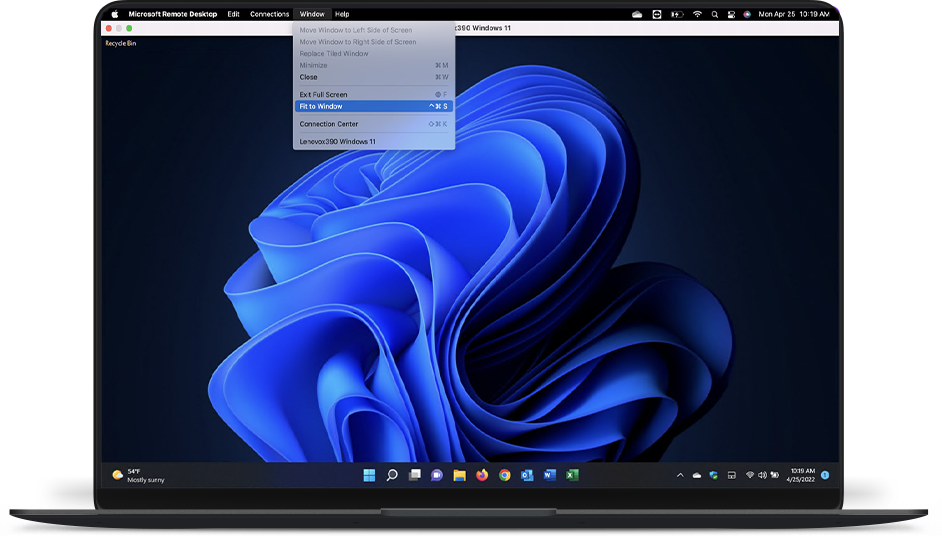 Microsoft Remote Desktop Edit Connections Window Help Mon Apr 25 10:19 AM
x390 Windows 11
Recycle Bin
Move Window to Left Side of Screen
Move Window to Right Side of Screen
Replace Tiled Window
Minimize ⌘ M
Close ⌘ W
Exit Full Screen F
Fit to Window ^ ⌘ S
Connection Center ⇧ ⌘ K
Lenevox390 Windows 11
54°F
Mostly sunny
10:19 AM
4/25/2022
1